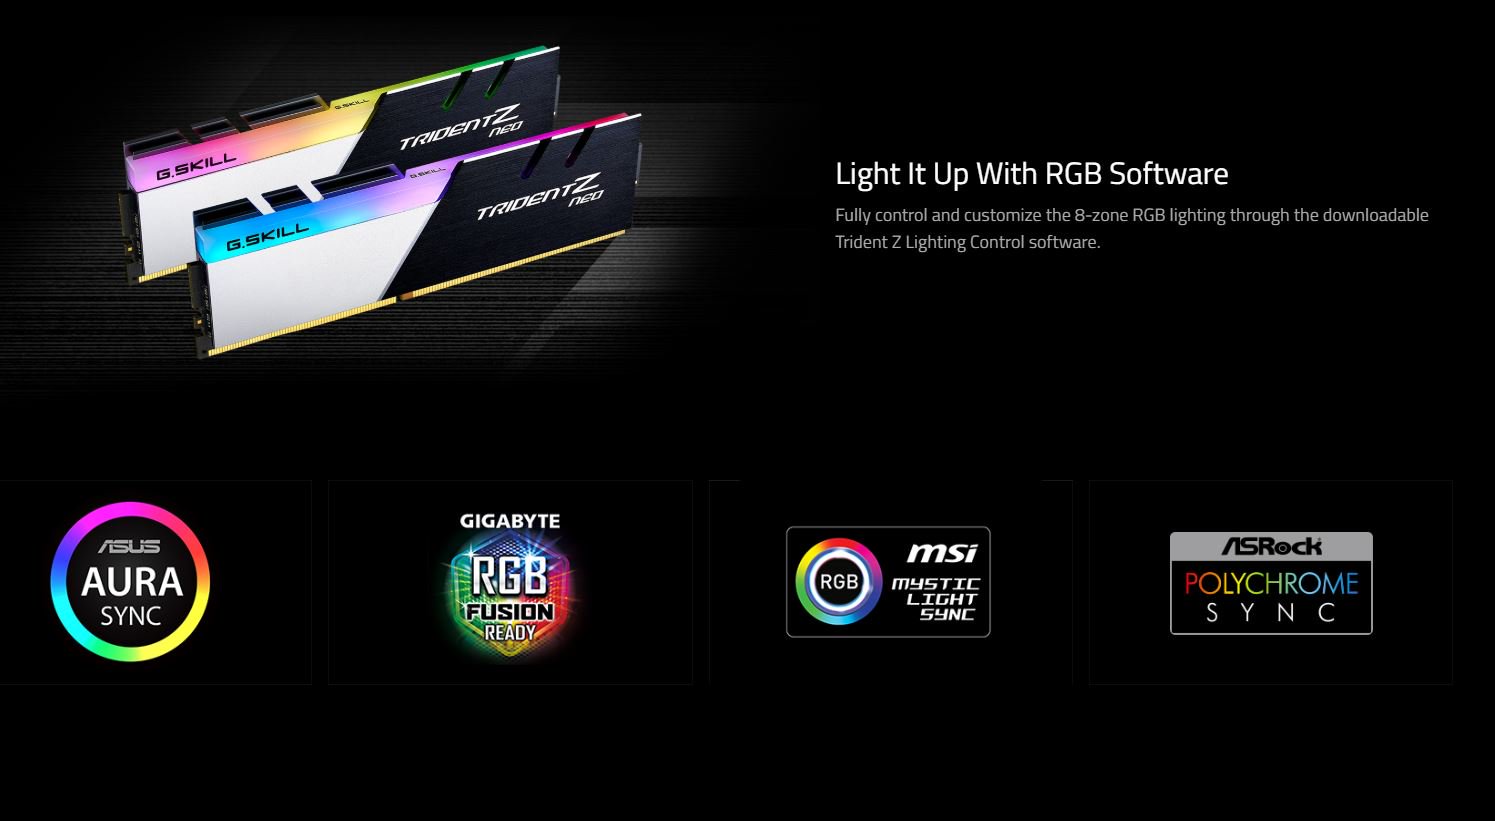 G.SKILL
TRIDENT Z
NEO
G.SKILL
G.SKILL
TRIDENT Z
NEO
G.SKILL
Light It Up With RGB Software
Fully control and customize the 8-zone RGB lighting through the downloadable
Trident Z Lighting Control software.
ASUS
AURA
SYNC
GIGABYTE
RGB
FUSION
READY
RGB
msi
MYSTIC
LIGHT
SYNC
ASRock
POLYCHROME
SYNC